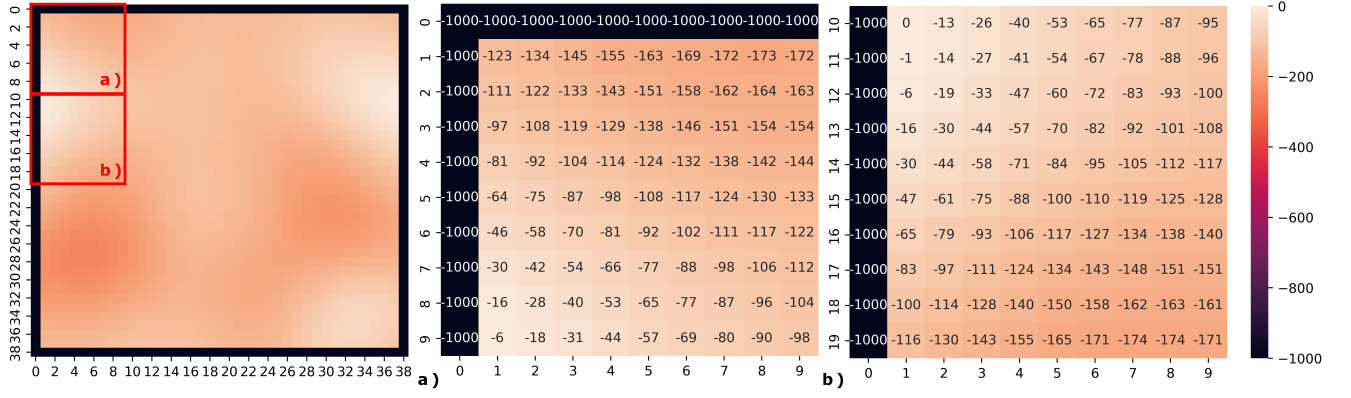 0 2 4 6 8 10 12 14 16 18 20 22 24 26 28 30 32 34 36 38
a)
b)
0 2 4 6 8 10 12 14 16 18 20 22 24 26 28 30 32 34 36 38
0 -1000 -1000 -1000 -1000 -1000 -1000 -1000 -1000 -1000 -1000
1 -1000 -123 -134 -145 -155 -163 -169 -172 -173 -172
2 -1000 -111 -122 -133 -143 -151 -158 -162 -164 -163
3 -1000 -97 -108 -119 -129 -138 -146 -151 -154 -154
4 -1000 -81 -92 -104 -114 -124 -132 -138 -142 -144
5 -1000 -64 -75 -87 -98 -108 -117 -124 -130 -133
6 -1000 -46 -58 -70 -81 -92 -102 -111 -117 -122
7 -1000 -30 -42 -54 -66 -77 -88 -98 -106 -112
8 -1000 -16 -28 -40 -53 -65 -77 -87 -96 -104
9 -1000 -6 -18 -31 -44 -57 -69 -80 -90 -98
0 1 2 3 4 5 6 7 8 9
a)
10 -1000 0 -13 -26 -40 -53 -65 -77 -87 -95
11 -1000 -1 -14 -27 -41 -54 -67 -78 -88 -96
12 -1000 -6 -19 -33 -47 -60 -72 -83 -93 -100
13 -1000 -16 -30 -44 -57 -70 -82 -92 -101 -108
14 -1000 -30 -44 -58 -71 -84 -95 -105 -112 -117
15 -1000 -47 -61 -75 -88 -100 -110 -119 -125 -128
16 -1000 -65 -79 -93 -106 -117 -127 -134 -138 -140
17 -1000 -83 -97 -111 -124 -134 -143 -148 -151 -151
18 -1000 -100 -114 -128 -140 -150 -158 -162 -163 -161
19 -1000 -116 -130 -143 -155 -165 -171 -174 -174 -171
0 1 2 3 4 5 6 7 8 9
b)
0
−200
−400
−600
−800
−1000